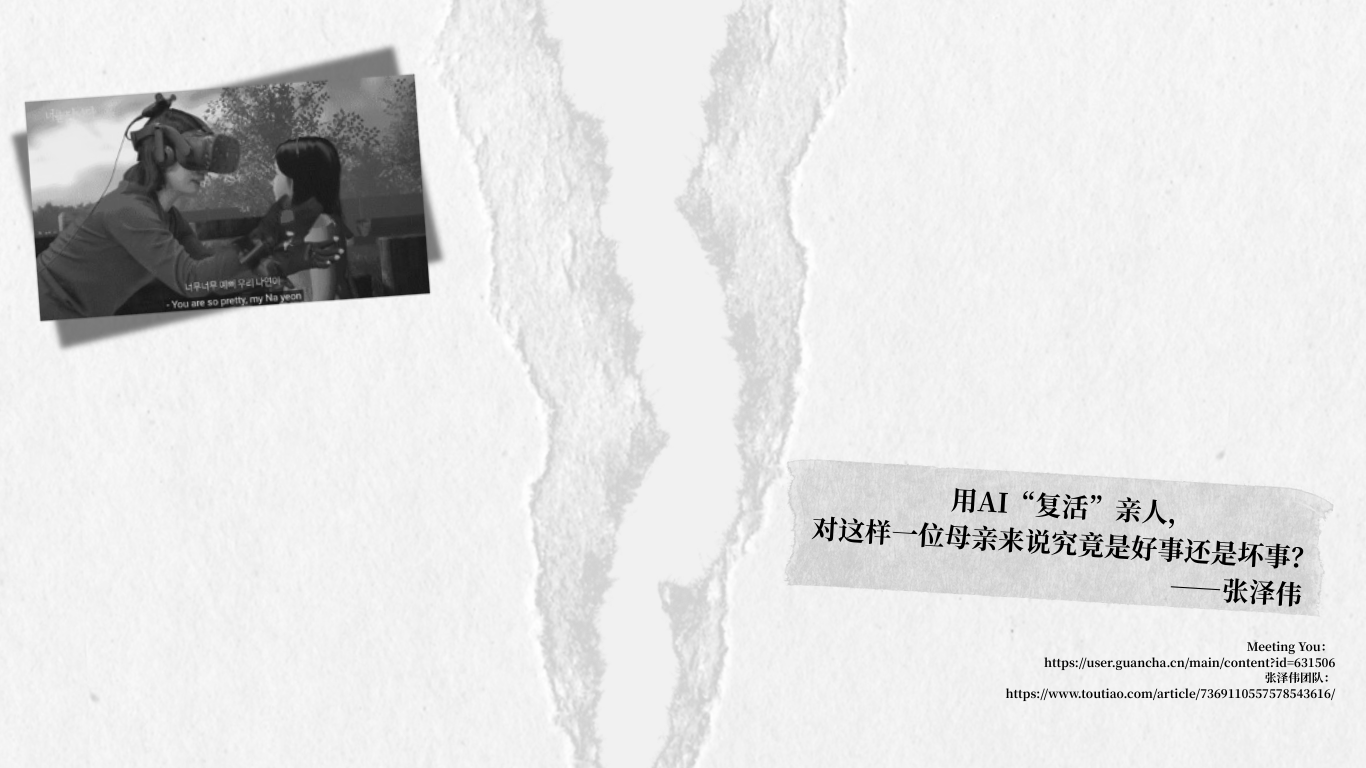 너무너무 예뻐 우리 나연이
- You are so pretty, my Na yeon
用AI“复活”亲人，
对这样一位母亲来说究竟是好事还是坏事？
——张泽伟
Meeting You：
https://user.guancha.cn/main/content?id=631506
张泽伟团队：
https://www.toutiao.com/article/7369110557578543616/